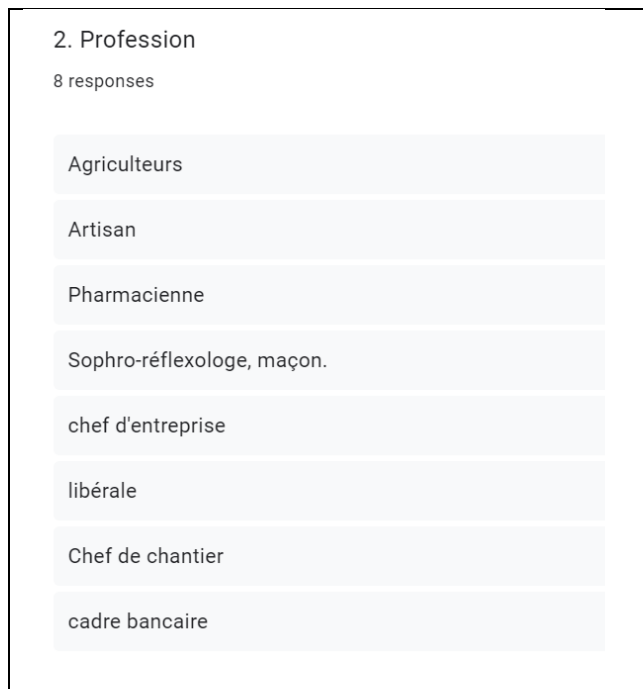 2. Profession
8 responses
Agriculteurs
Artisan
Pharmacienne
Sophro-réflexologe, maçon.
chef d'entreprise
libérale
Chef de chantier
cadre bancaire